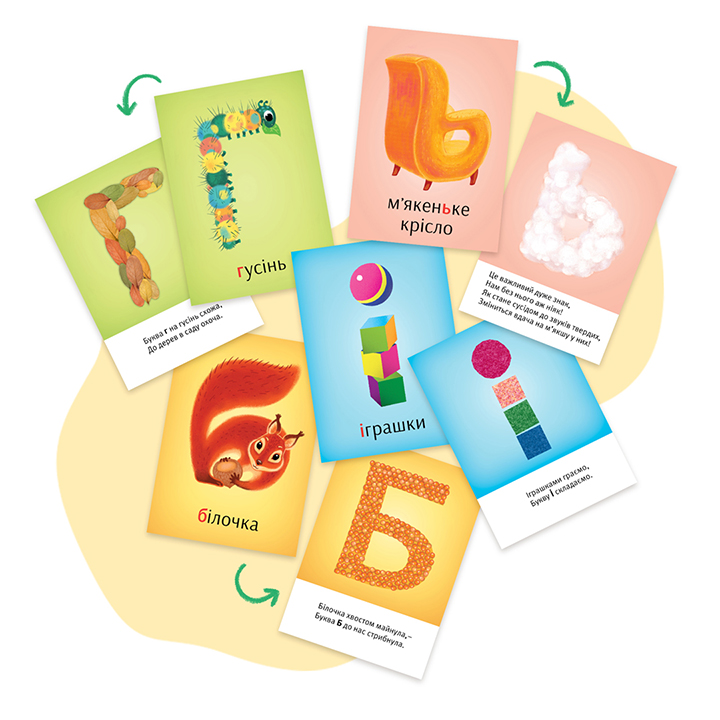 гусінь
Буква г на гусінь схожа,
До дерев в саду охоча.
м'якеньке
крісло
Це важливий дуже знак,
Нам без нього аж ніяк!
Як стане сусідом до звуків твердих,
Зміниться вдача на м'якшу у них!
іграшки
Іграшками граємо,
Букву І складаємо.
білочка
Б
Білочка хвостом майнула,–
Буква Б до нас стрибнула.